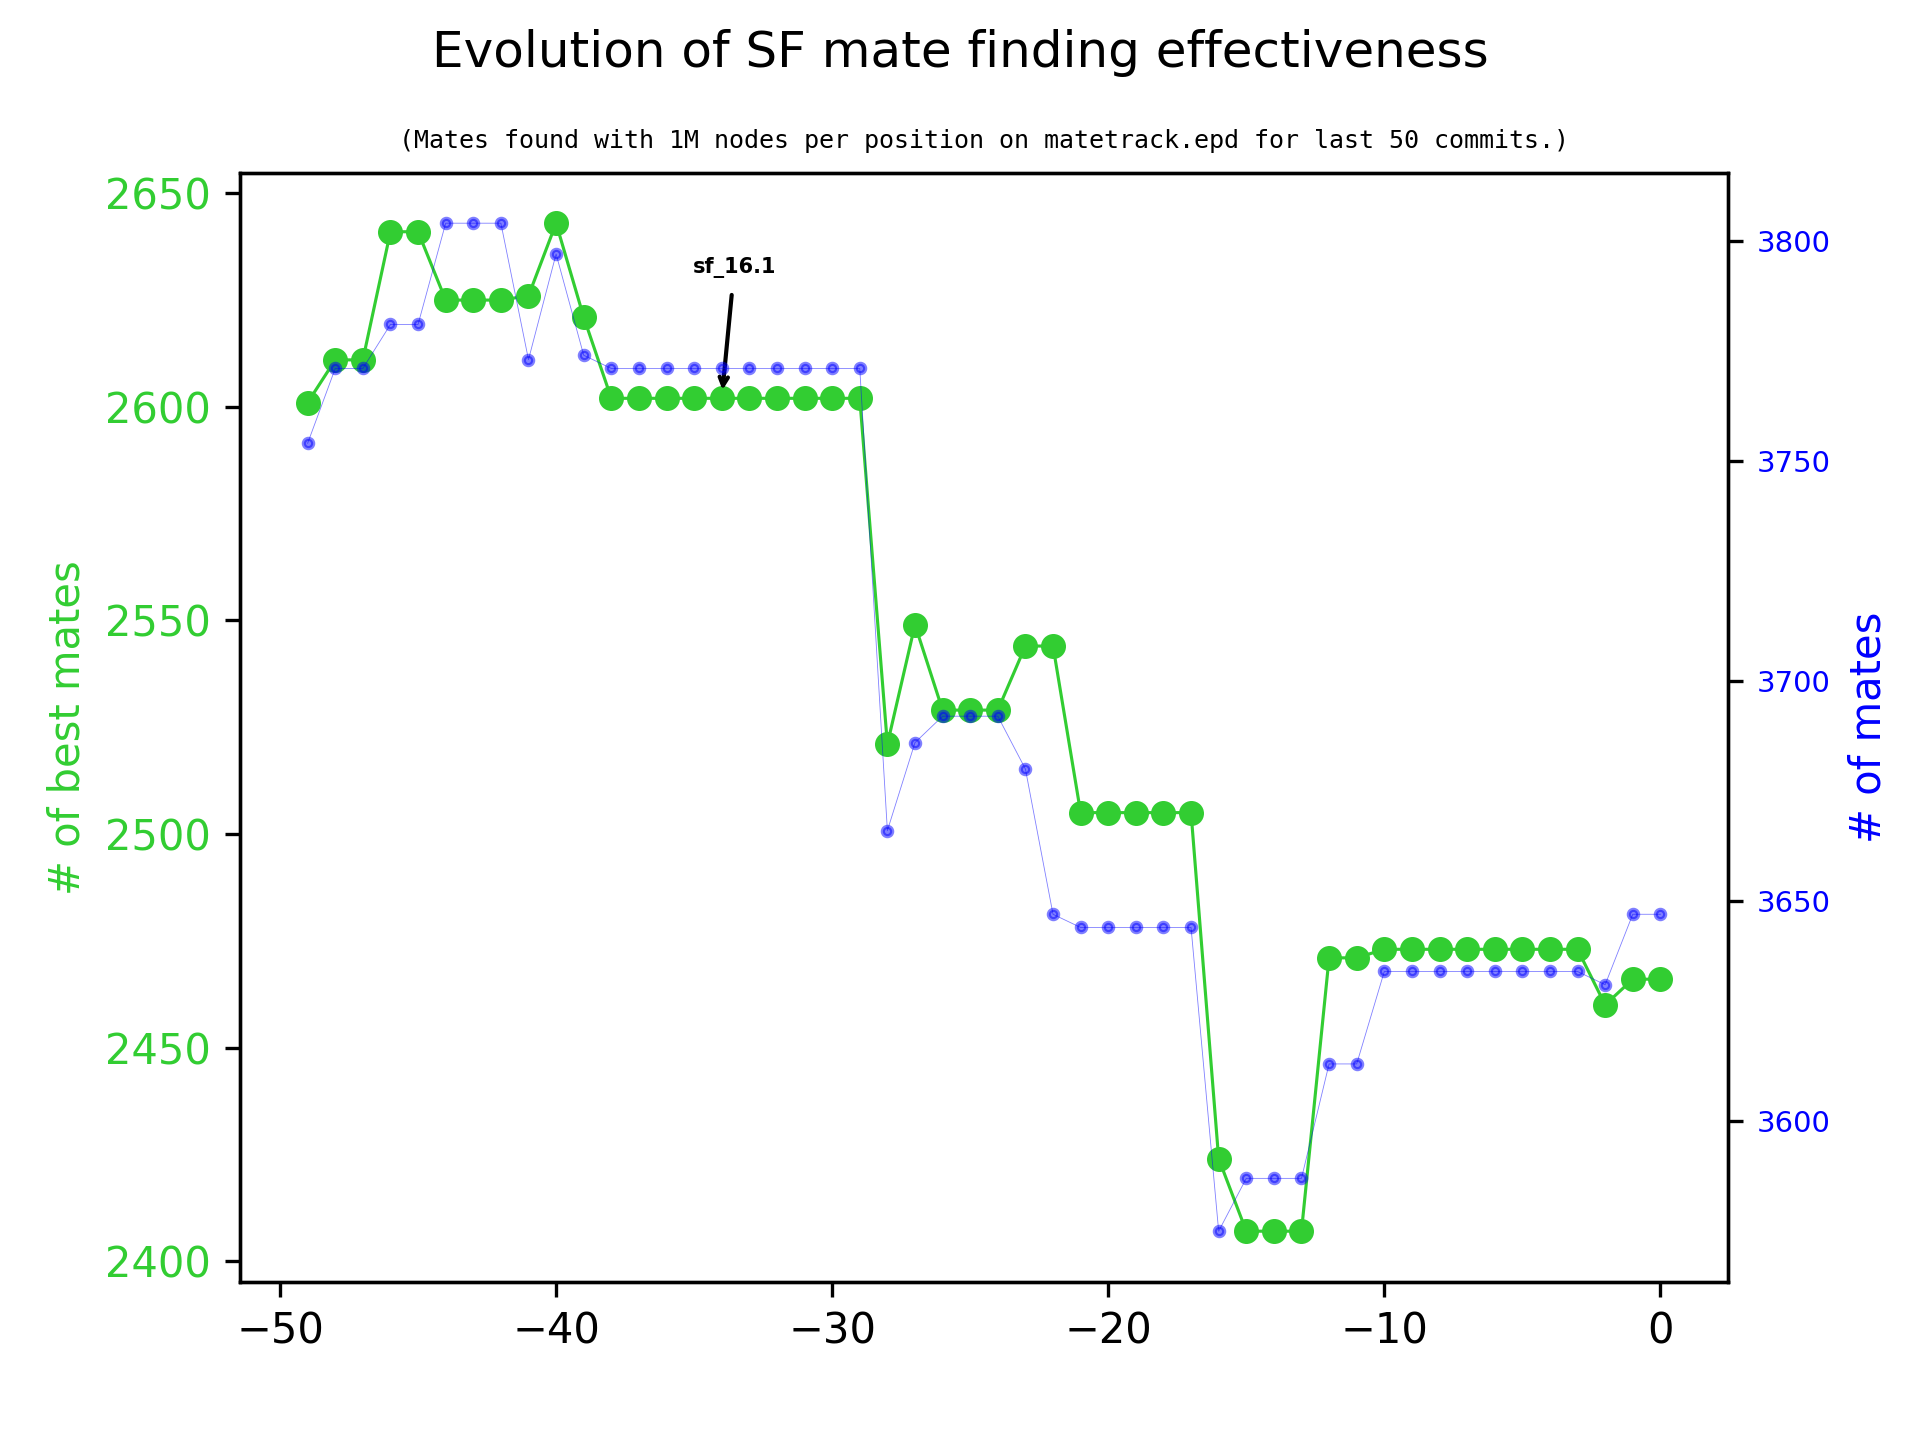 Evolution of SF mate finding effectiveness
(Mates found with 1M nodes per position on matetrack.epd for last 50 commits.)
2650
2600
2550
2500
2450
2400
# of best mates
sf_16.1
3800
3750
3700
3650
3600
# of mates
−50 −40 −30 −20 −10 0